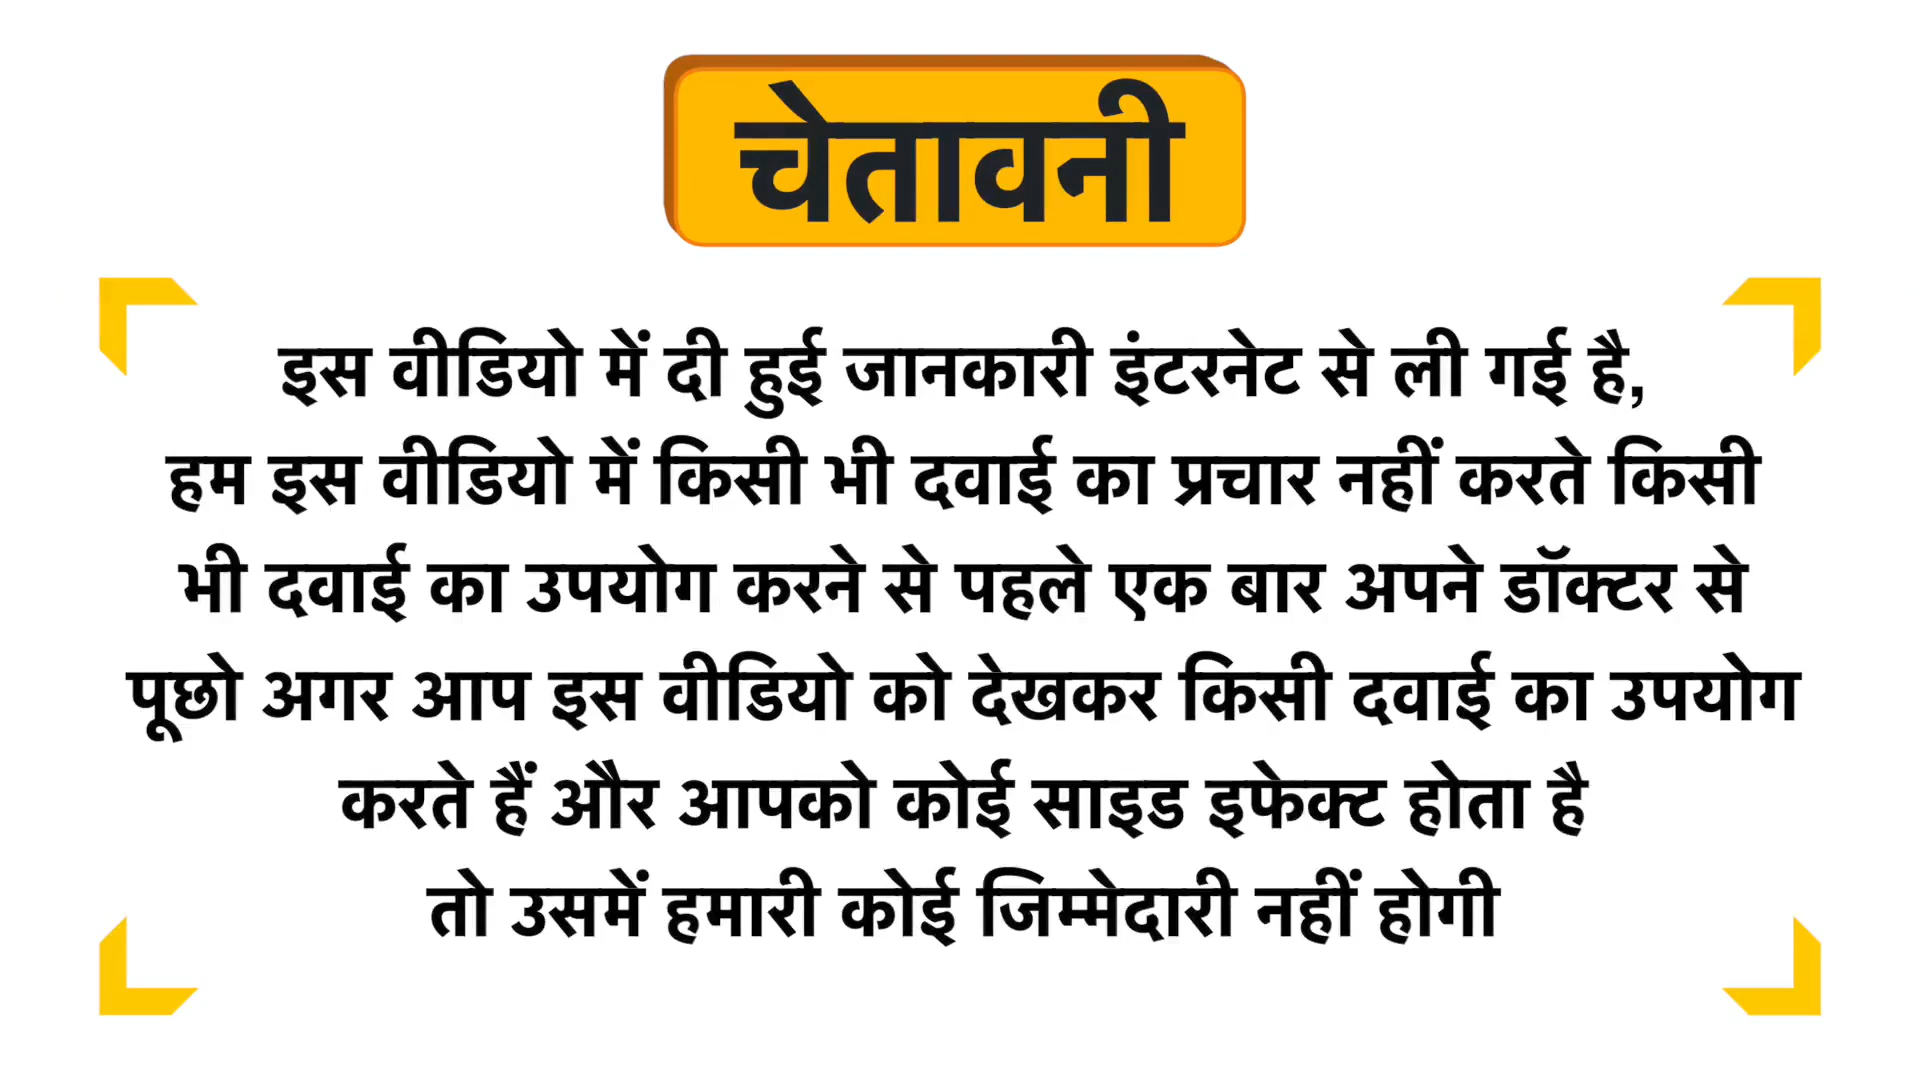 चेतावनी
इस वीडियो में दी हुई जानकारी इंटरनेट से ली गई है,
हम इस वीडियो में किसी भी दवाई का प्रचार नहीं करते किसी
भी दवाई का उपयोग करने से पहले एक बार अपने डॉक्टर से
पूछो अगर आप इस वीडियो को देखकर किसी दवाई का उपयोग
करते हैं और आपको कोई साइड इफेक्ट होता है
तो उसमें हमारी कोई जिम्मेदारी नहीं होगी